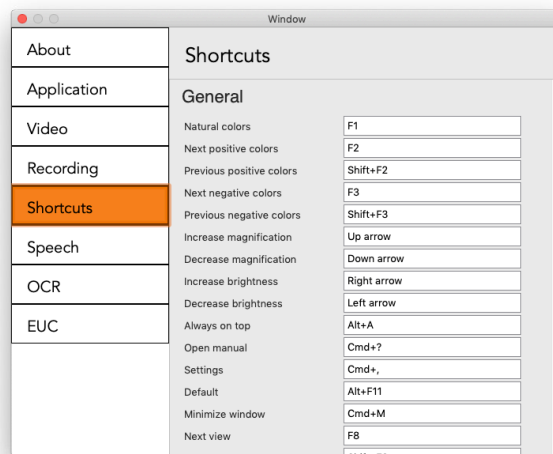 Window
About
Application
Video
Recording
Shortcuts
Speech
OCR
EUC
Shortcuts
General
Natural colors F1
Next positive colors F2
Previous positive colors Shift+F2
Next negative colors F3
Previous negative colors Shift+F3
Increase magnification Up arrow
Decrease magnification Down arrow
Increase brightness Right arrow
Decrease brightness Left arrow
Always on top Alt+A
Open manual Cmd+?
Settings Cmd+,
Default Alt+F11
Minimize window Cmd+M
Next view F8